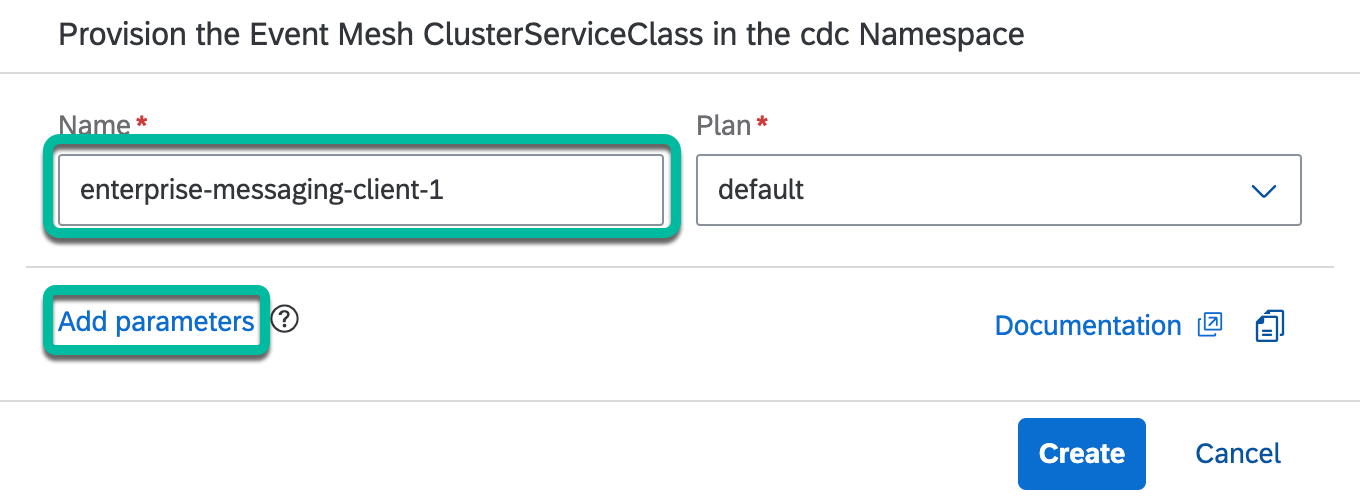 Provision the Event Mesh ClusterServiceClass in the cdc Namespace
Name* Plan*
enterprise-messaging-client-1 default
Add parameters ? Documentation
Create Cancel